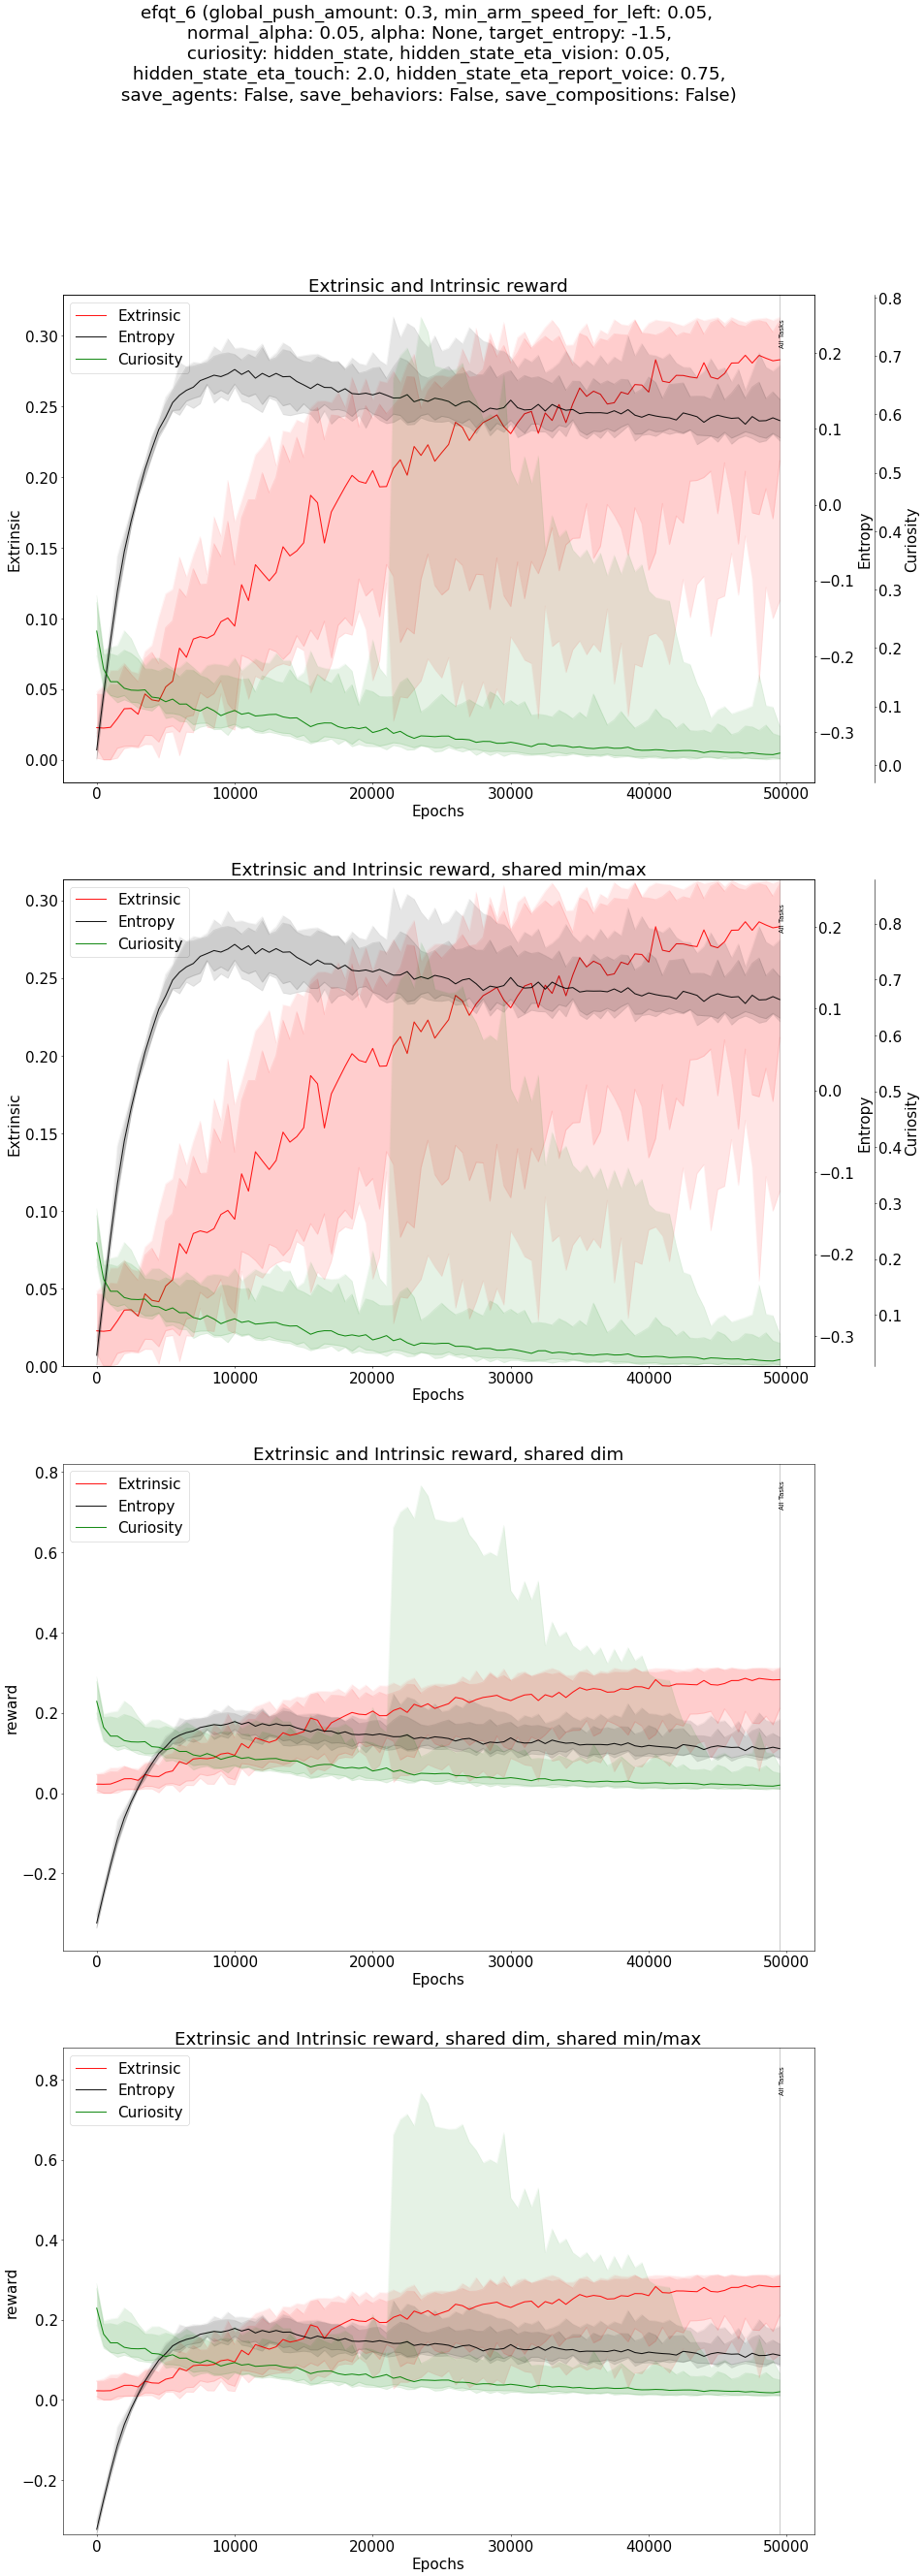 efqt_6 (global_push_amount: 0.3, min_arm_speed_for_left: 0.05,
normal_alpha: 0.05, alpha: None, target_entropy: -1.5,
curiosity: hidden_state, hidden_state_eta_vision: 0.05,
hidden_state_eta_touch: 2.0, hidden_state_eta_report_voice: 0.75,
save_agents: False, save_behaviors: False, save_compositions: False)
Extrinsic and Intrinsic reward
Extrinsic
Entropy
Curiosity
All Tasks
0.30
0.25
0.20
0.15
0.10
0.05
0.00
Extrinsic
0.2
0.1
0.0
−0.1
−0.2
−0.3
Entropy
0.8
0.7
0.6
0.5
0.4
0.3
0.2
0.1
0.0
Curiosity
0 10000 20000 30000 40000 50000
Epochs
Extrinsic and Intrinsic reward, shared min/max
Extrinsic
Entropy
Curiosity
All Tasks
0.30
0.25
0.20
0.15
0.10
0.05
0.00
Extrinsic
0.2
0.1
0.0
−0.1
−0.2
−0.3
Entropy
0.8
0.7
0.6
0.5
0.4
0.3
0.2
0.1
Curiosity
0 10000 20000 30000 40000 50000
Epochs
Extrinsic and Intrinsic reward, shared dim
Extrinsic
Entropy
Curiosity
All Tasks
0.8
0.6
0.4
0.2
0.0
−0.2
reward
0 10000 20000 30000 40000 50000
Epochs
Extrinsic and Intrinsic reward, shared dim, shared min/max
Extrinsic
Entropy
Curiosity
All Tasks
0.8
0.6
0.4
0.2
0.0
−0.2
reward
0 10000 20000 30000 40000 50000
Epochs